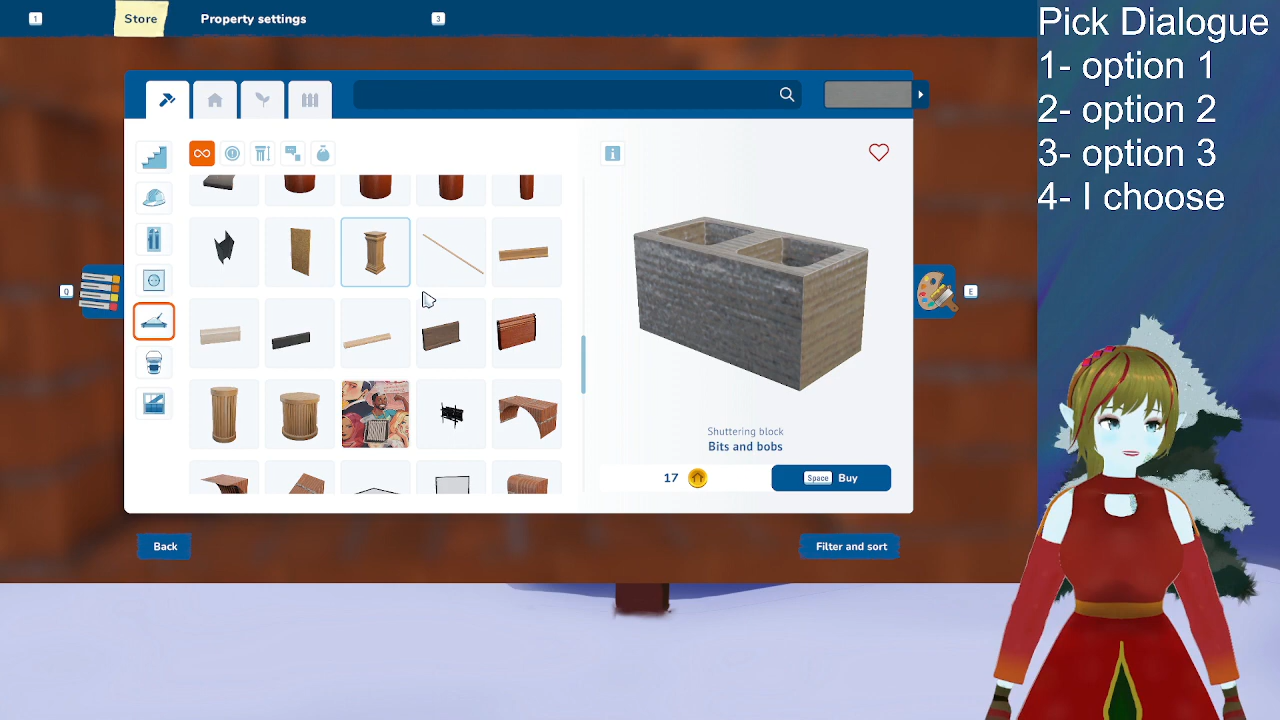 1
Store
Property settings
3
Pick Dialogue
1- option 1
2- option 2
3- option 3
4- I choose
Q
E
Shuttering block
Bits and bobs
17
Space Buy
Back
Filter and sort